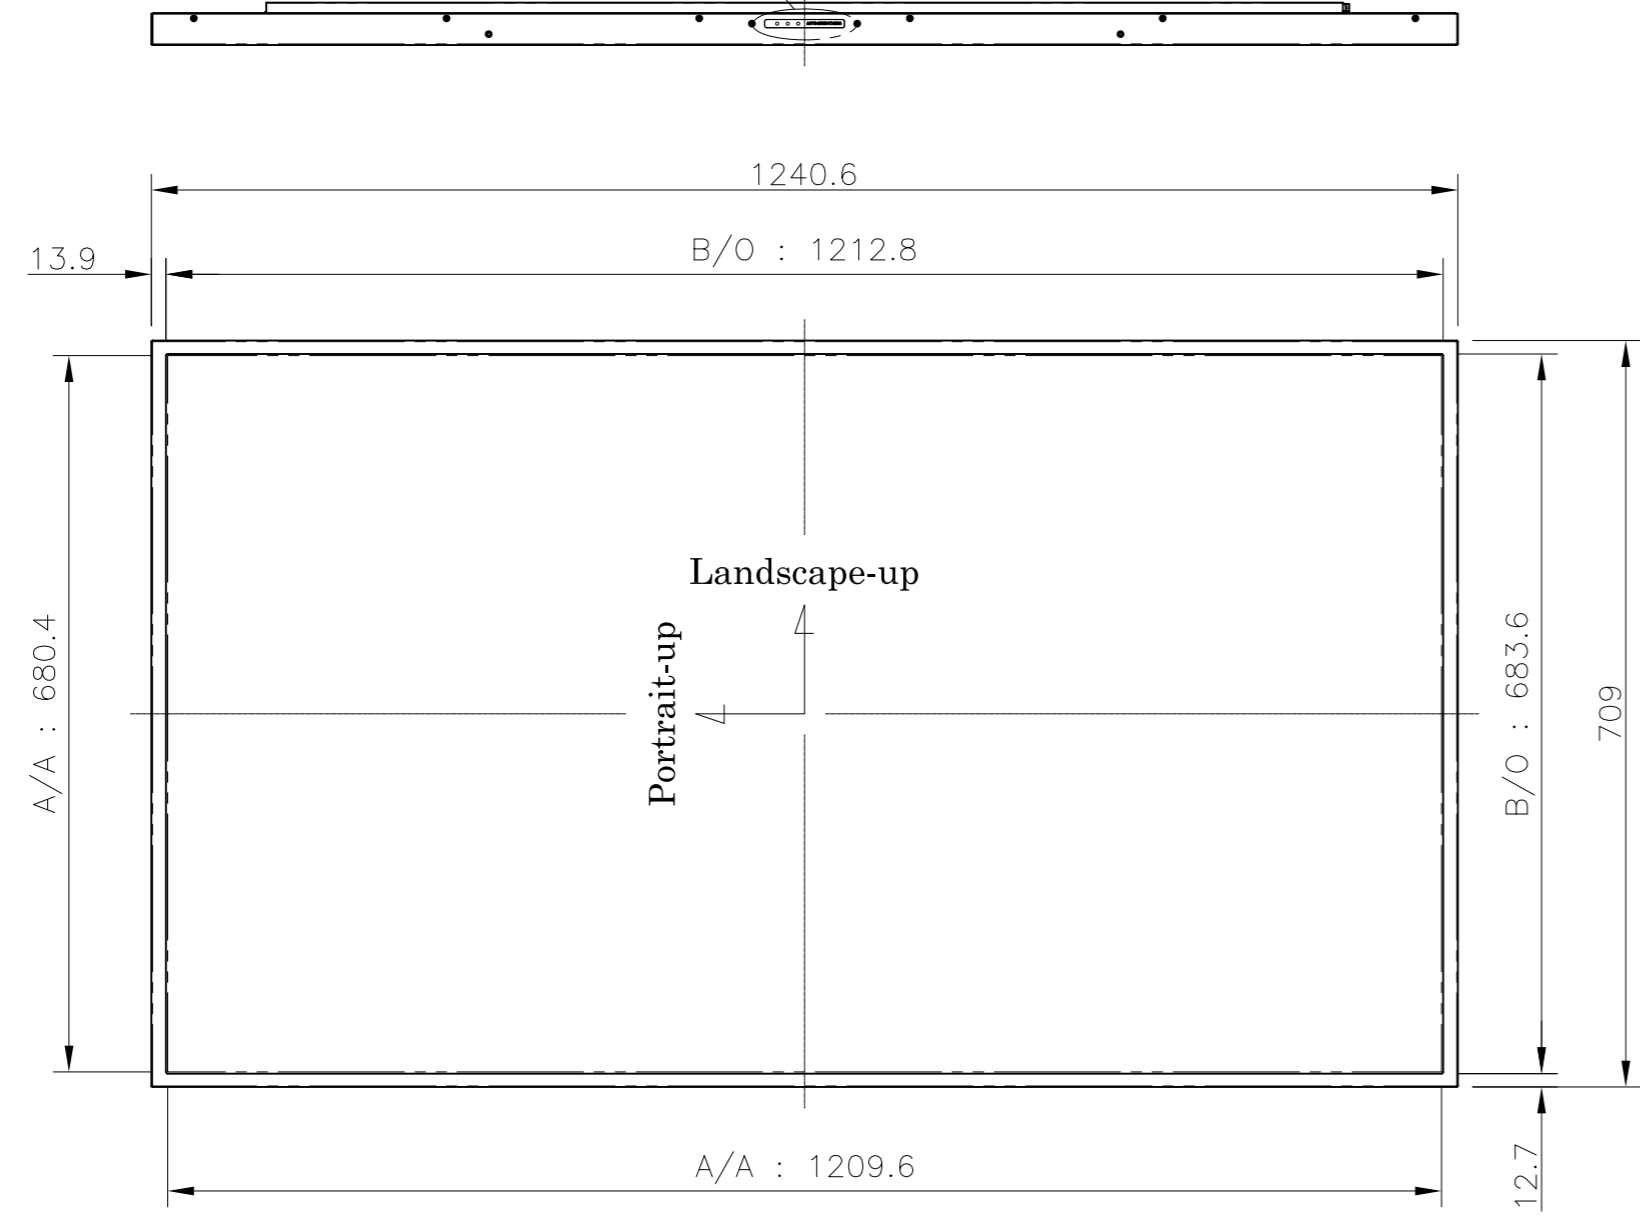 1240.6
B/O : 1212.8
13.9
Landscape-up
Portrait-up
A/A : 680.4
B/O : 683.6
709
A/A : 1209.6
12.7